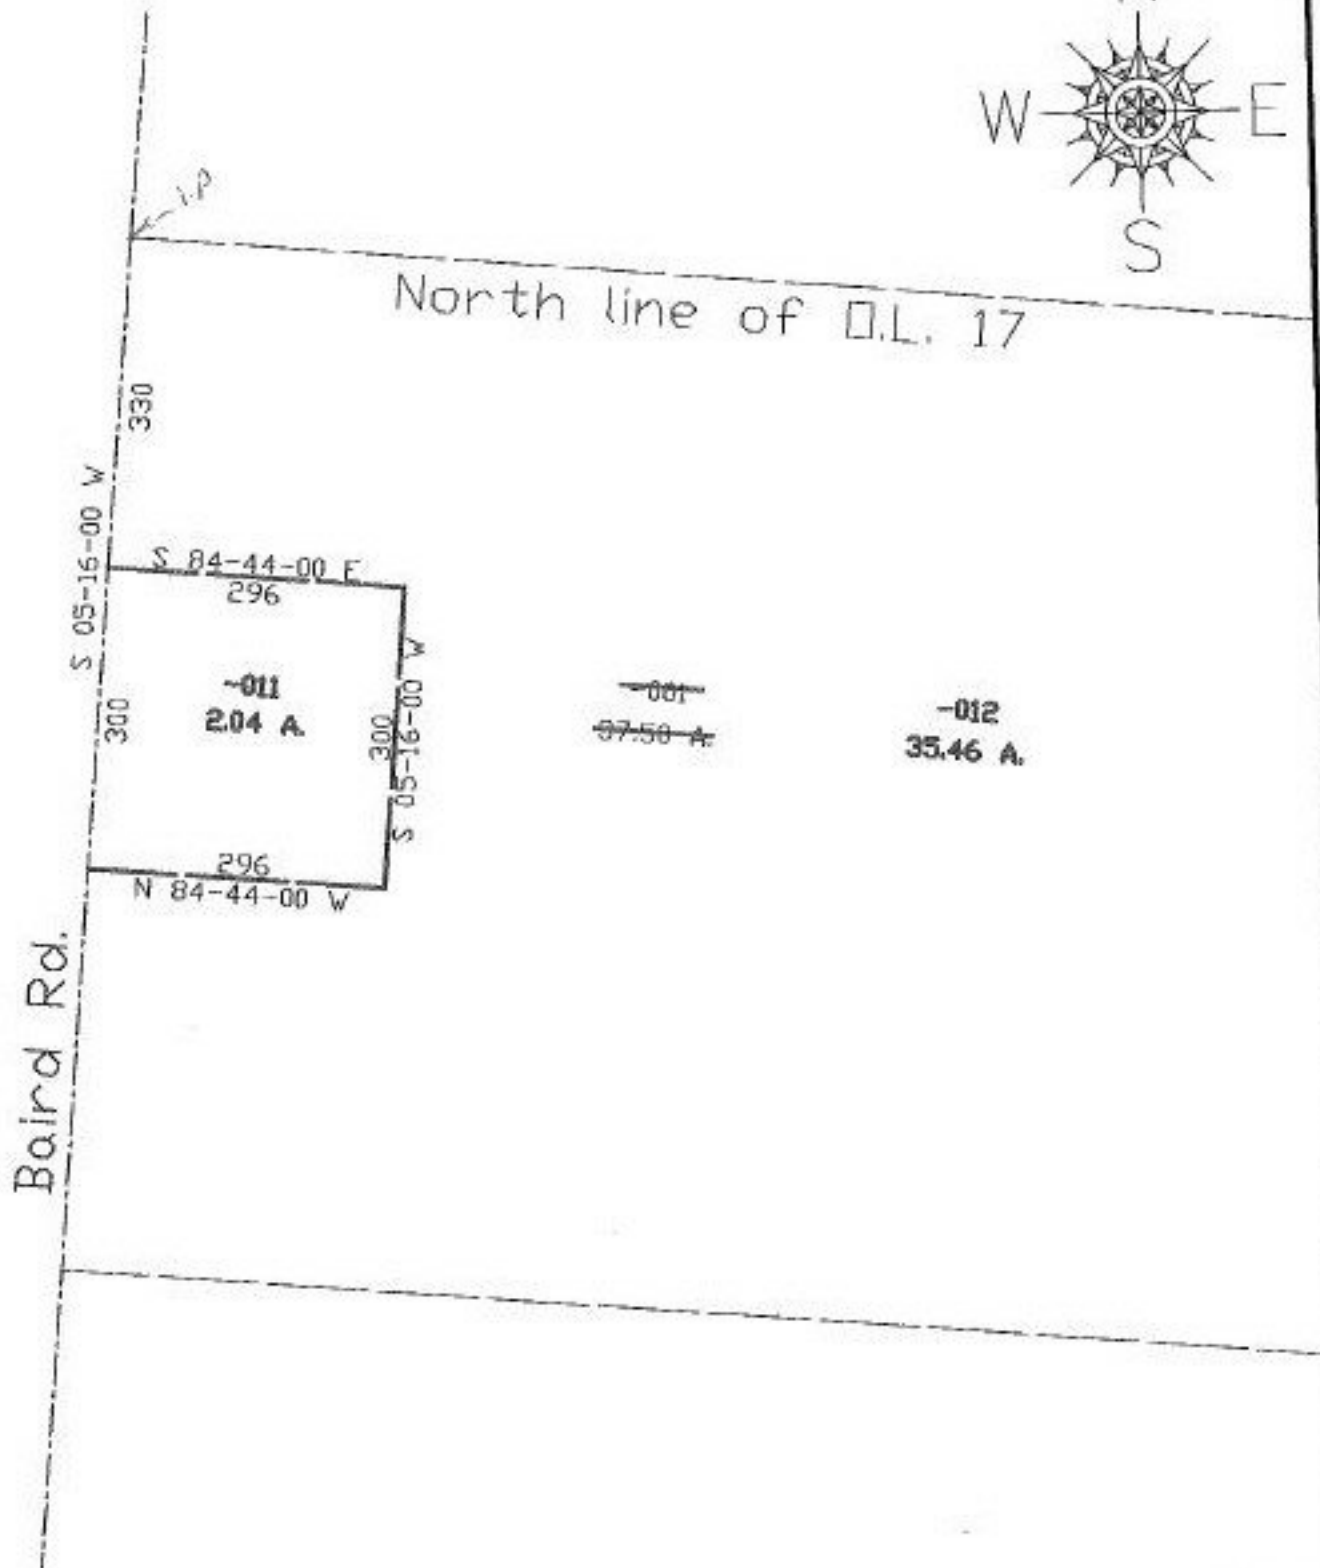 W
E
S
i.p
North line of O.L. 17
330
S 05-16-00 W
S 84-44-00 E
296
-011
2.04 A.
300
300
S 05-16-00 W
-001
37.50 A.
-012
35.46 A.
296
N 84-44-00 W
Baird Rd.